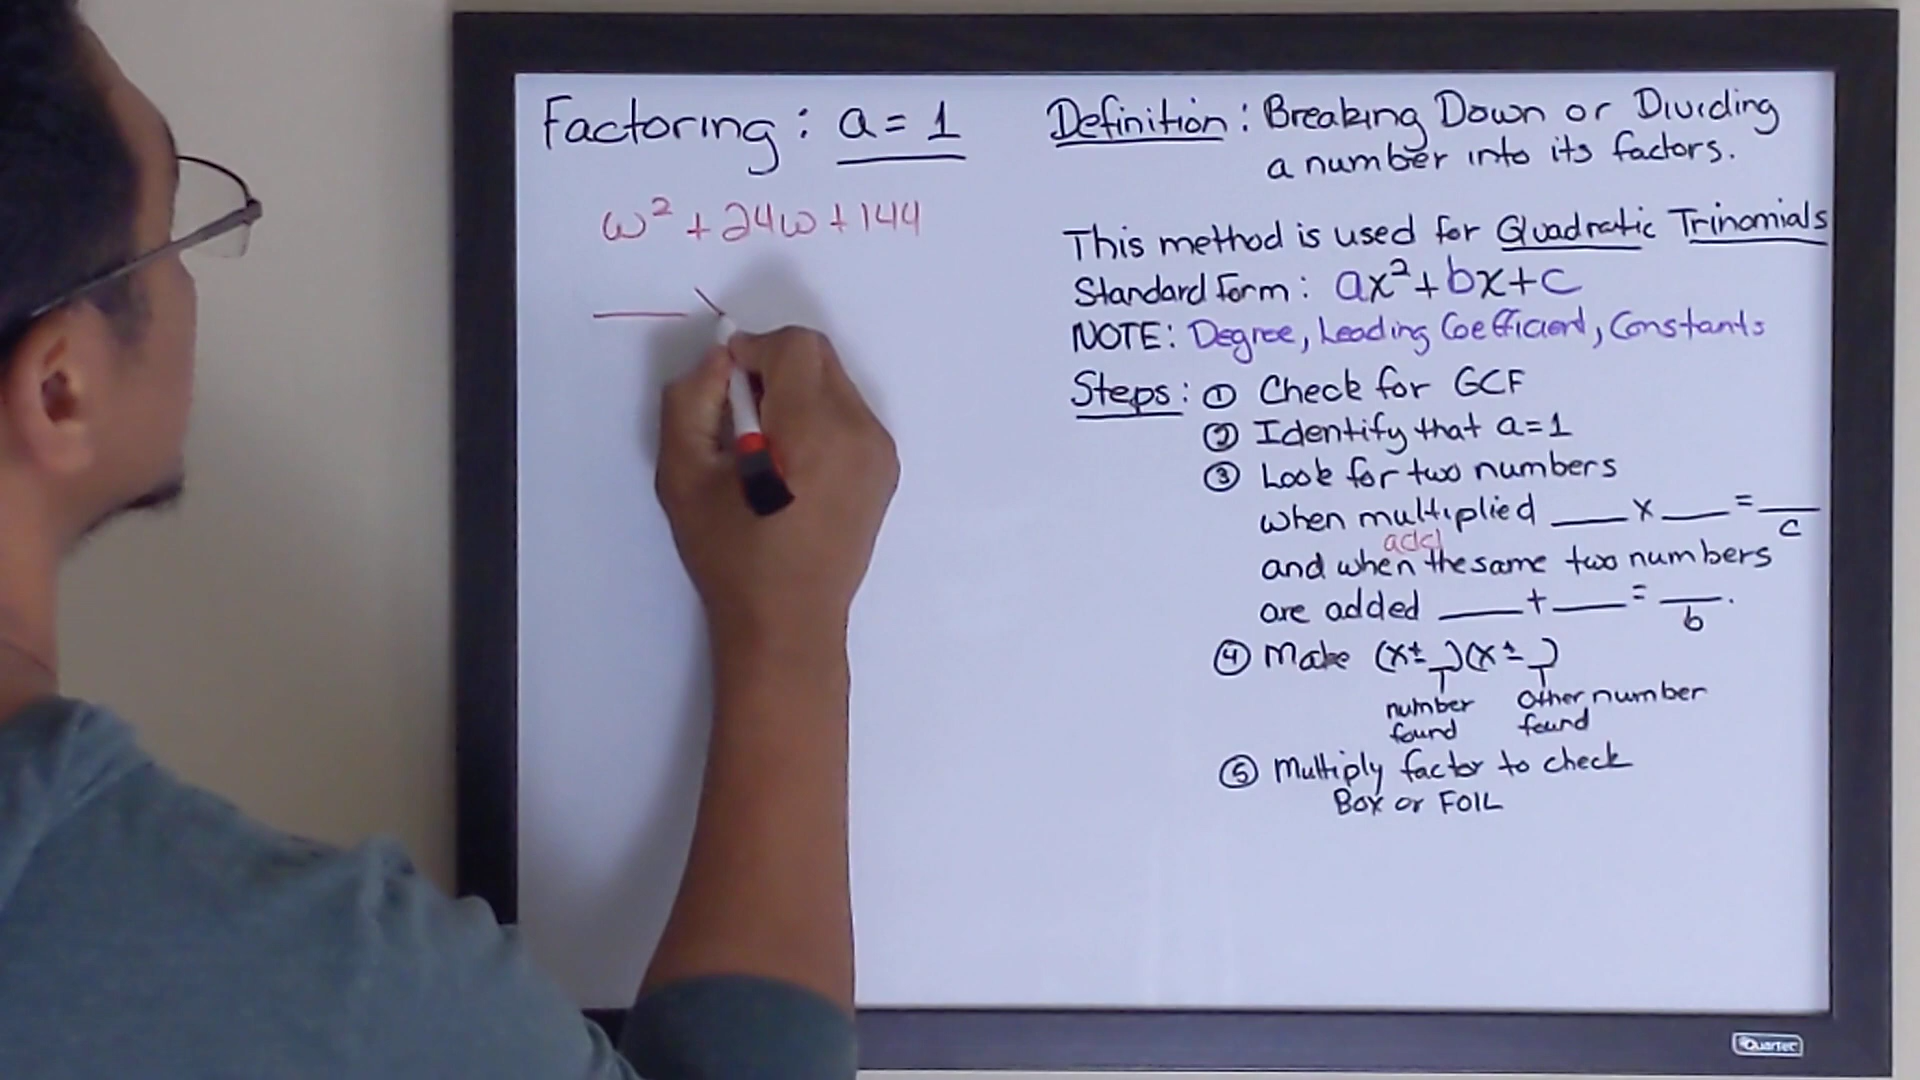 Factoring: a = 1
w² + 24w + 144
Definition: Breaking Down or Dividing
a number into its factors.
This method is used for Quadratic Trinomials
Standard Form: ax² + bx + c
NOTE: Degree, Leading Coefficient, Constants
Steps: ① Check for GCF
② Identify that a = 1
③ Look for two numbers
when multiplied ___ x ___ = ___
c
add
and when the same two numbers
are added ___ + ___ = ___.
b
④ Make (x ± _)(x ± _)
number found
other number found
⑤ Multiply factor to check
Box or FOIL
Quartet